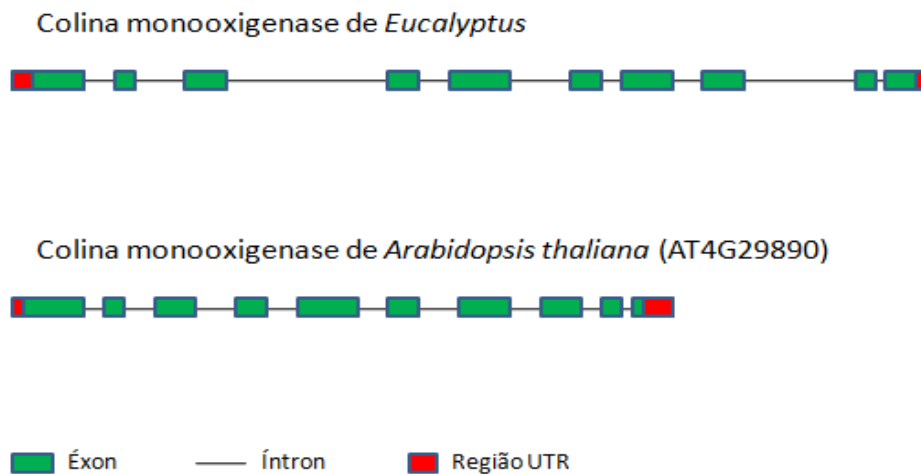 Colina monooxigenase de Eucalyptus
Colina monooxigenase de Arabidopsis thaliana (AT4G29890)
Éxon Íntron Região UTR